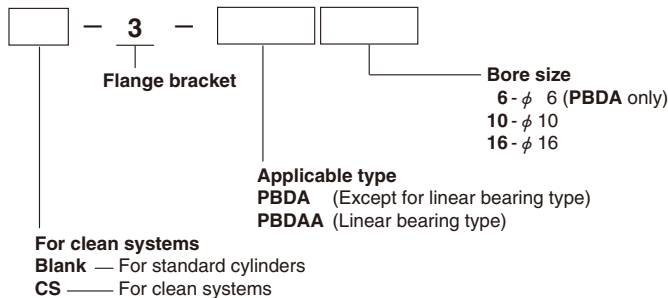 – 3 –
Flange bracket
Bore size
6 - φ 6 (PBDA only)
10 - φ 10
16 - φ 16
Applicable type
PBDA (Except for linear bearing type)
PBDAA (Linear bearing type)
For clean systems
Blank — For standard cylinders
CS —— For clean systems